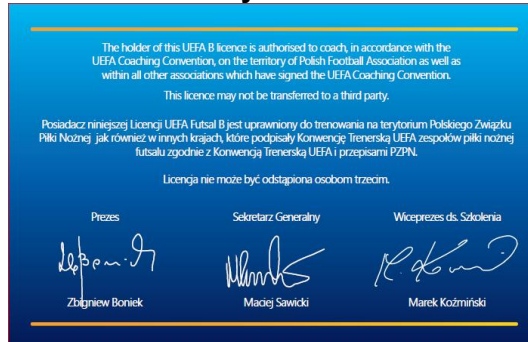 The holder of this UEFA B licence is authorised to coach, in accordance with the
UEFA Coaching Convention, on the territory of Polish Football Association as well as
within all other associations which have signed the UEFA Coaching Convention.
This licence may not be transferred to a third party.
Posiadacz niniejszej Licencji UEFA Futsal B jest uprawniony do trenowania na terytorium Polskiego Związku
Piłki Nożnej jak również w innych krajach, które podpisały Konwencję Trenerską UEFA zespołów piłki nożnej
futsalu zgodnie z Konwencją Trenerską UEFA i przepisami PZPN.
Licencja nie może być odstąpiona osobom trzecim.
Prezes Sekretarz Generalny Wiceprezes ds. Szkolenia
Zbigniew Boniek Maciej Sawicki Marek Koźmiński